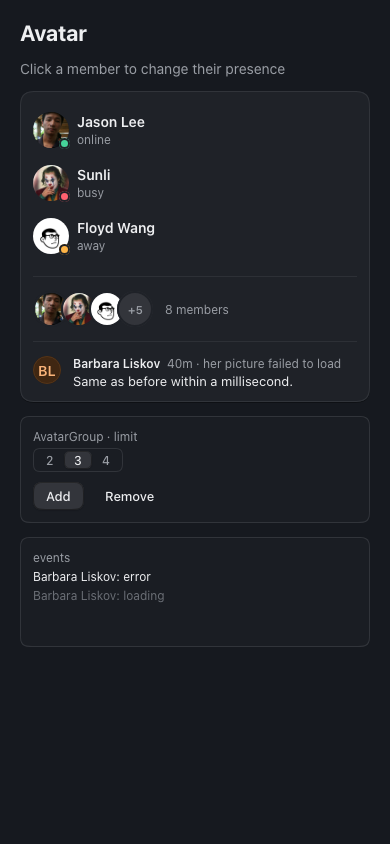 Avatar
Click a member to change their presence
Jason Lee
online
Sunli
busy
Floyd Wang
away
+5 8 members
BL Barbara Liskov 40m · her picture failed to load
Same as before within a millisecond.
AvatarGroup · limit
2 3 4
Add Remove
events
Barbara Liskov: error
Barbara Liskov: loading